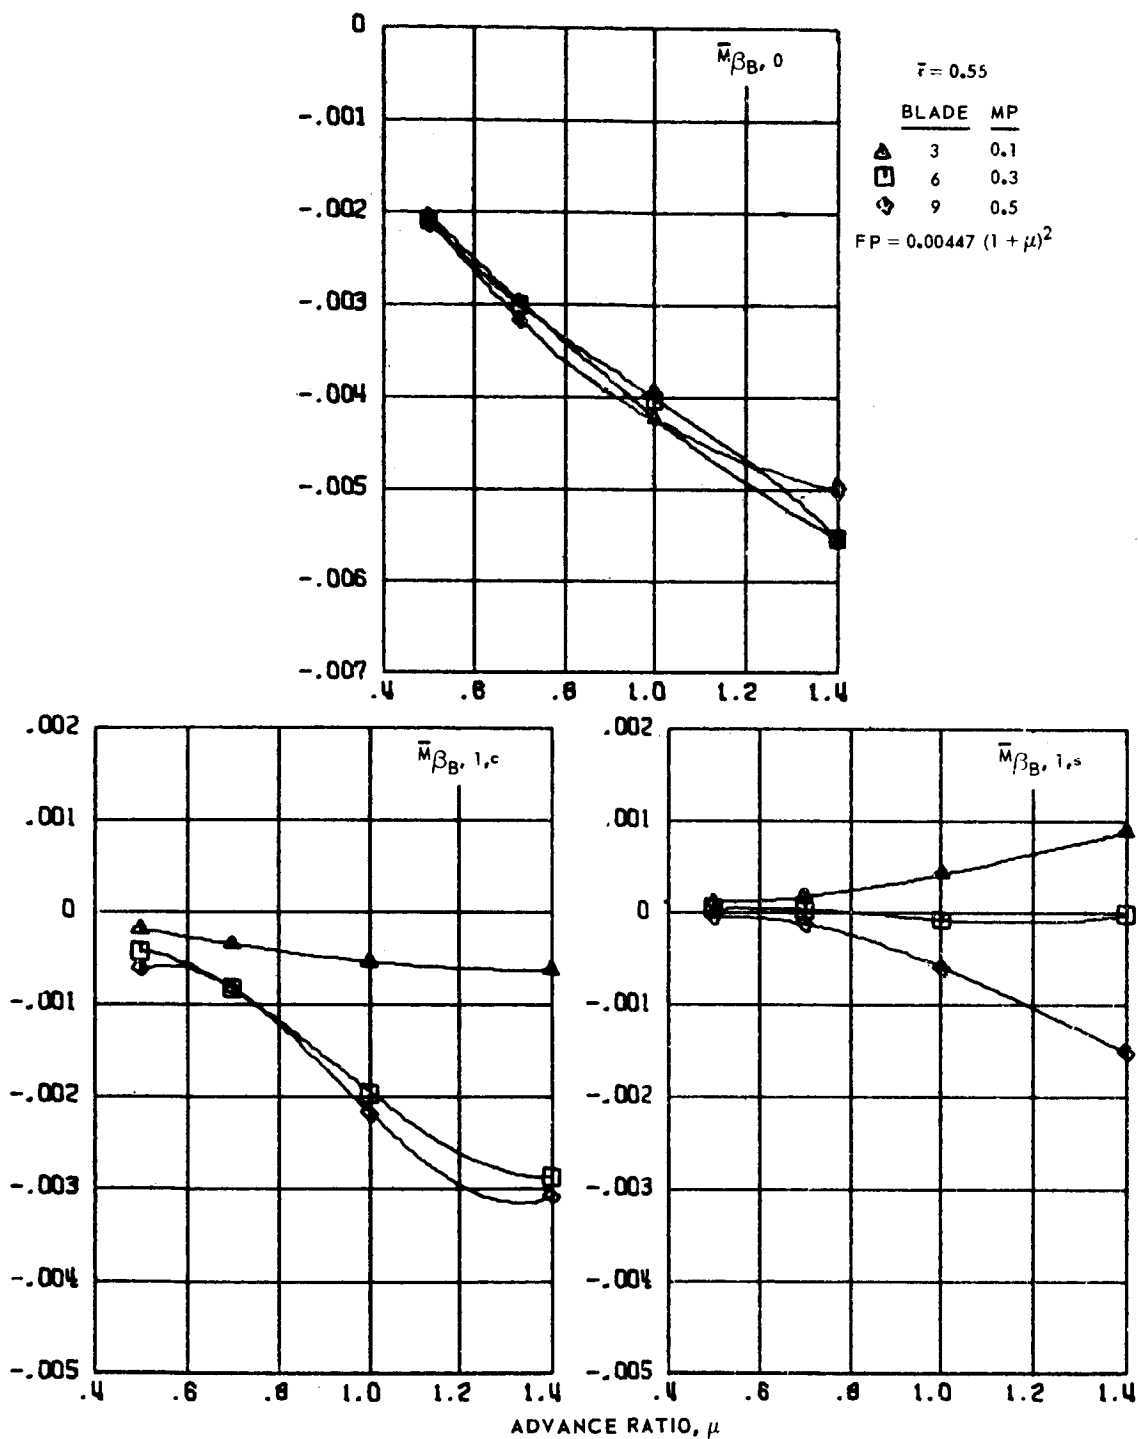 M̄βB, 0
0
-.001
-.002
-.003
-.004
-.005
-.006
-.007
.4 .6 .8 1.0 1.2 1.4
r̄ = 0.55
BLADE MP
3 0.1
6 0.3
9 0.5
FP = 0.00447 (1 + μ)²
M̄βB, 1,c
.002
.001
0
-.001
-.002
-.003
-.004
-.005
.4 .6 .8 1.0 1.2 1.4
M̄βB, 1,s
.002
.001
0
-.001
-.002
-.003
-.004
-.005
.4 .6 .8 1.0 1.2 1.4
ADVANCE RATIO, μ